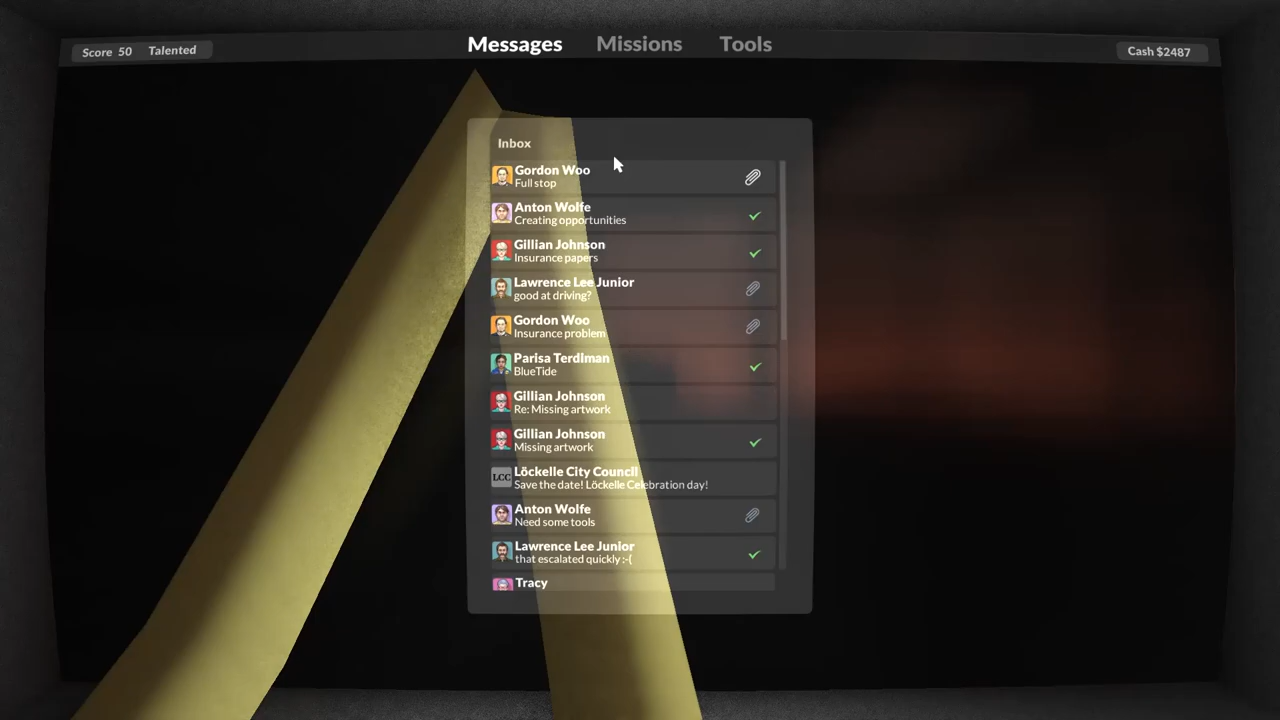 Score 50 Talented
Messages Missions Tools
Cash $2487
Inbox
Gordon Woo
Full stop
Anton Wolfe
Creating opportunities
Gillian Johnson
Insurance papers
Lawrence Lee Junior
good at driving?
Gordon Woo
Insurance problem
Parisa Terdiman
BlueTide
Gillian Johnson
Re: Missing artwork
Gillian Johnson
Missing artwork
LCC
Löckelle City Council
Save the date! Löckelle Celebration day!
Anton Wolfe
Need some tools
Lawrence Lee Junior
that escalated quickly :-(
Tracy